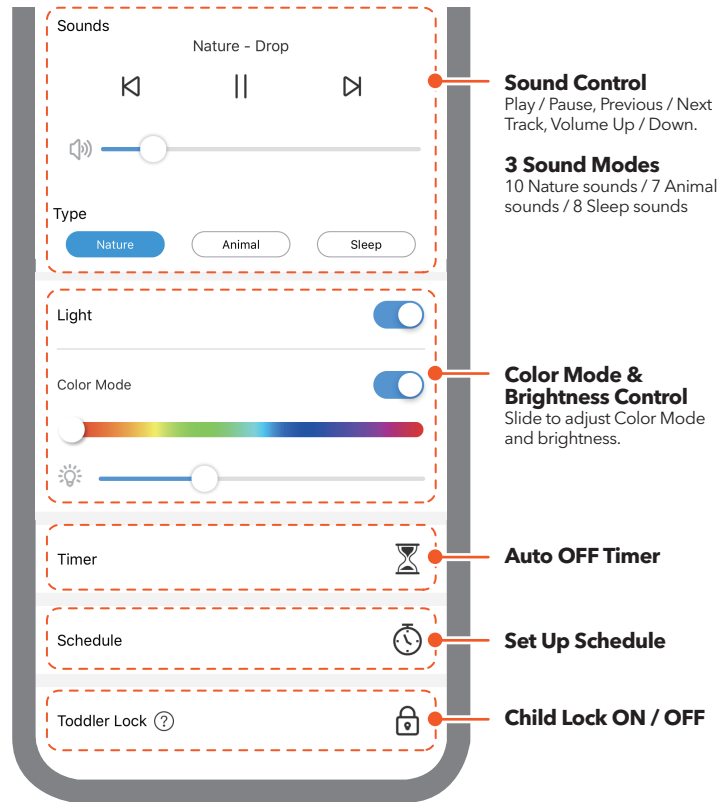 Sounds
Nature - Drop
Type
Nature
Animal
Sleep
Light
Color Mode
Timer
Schedule
Toddler Lock ?
Sound Control
Play / Pause, Previous / Next
Track, Volume Up / Down.
3 Sound Modes
10 Nature sounds / 7 Animal
sounds / 8 Sleep sounds
Color Mode &
Brightness Control
Slide to adjust Color Mode
and brightness.
Auto OFF Timer
Set Up Schedule
Child Lock ON / OFF